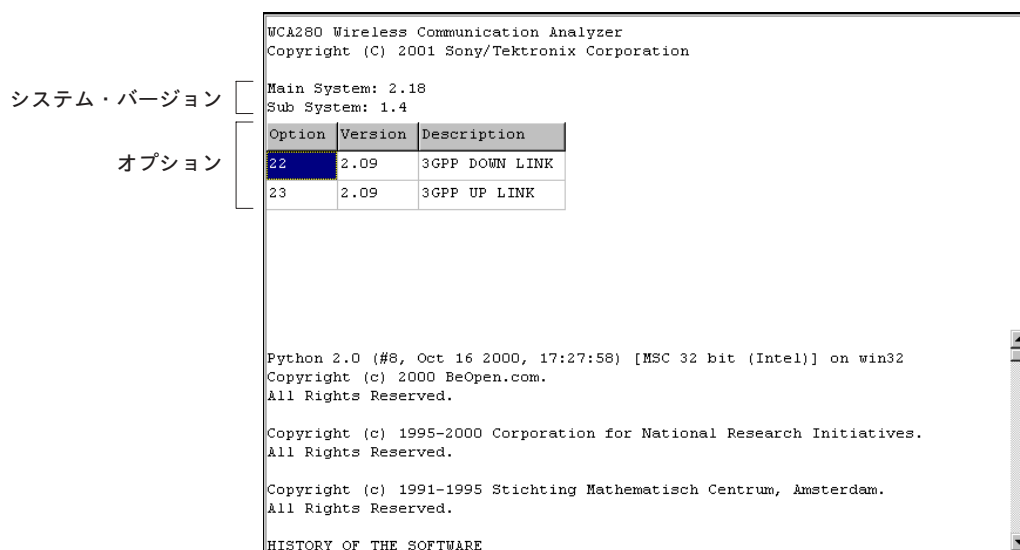 WCA280 Wireless Communication Analyzer
Copyright (C) 2001 Sony/Tektronix Corporation
システム・バージョン
Main System: 2.18
Sub System: 1.4
オプション
Option Version Description
22 2.09 3GPP DOWN LINK
23 2.09 3GPP UP LINK
Python 2.0 (#8, Oct 16 2000, 17:27:58) [MSC 32 bit (Intel)] on win32
Copyright (c) 2000 BeOpen.com.
All Rights Reserved.
Copyright (c) 1995-2000 Corporation for National Research Initiatives.
All Rights Reserved.
Copyright (c) 1991-1995 Stichting Mathematisch Centrum, Amsterdam.
All Rights Reserved.
HISTORY OF THE SOFTWARE